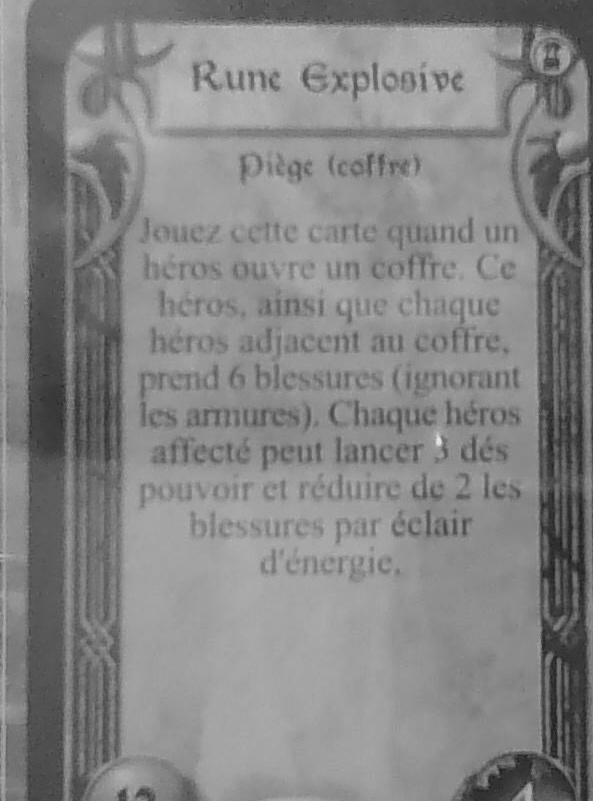 Rune Explosive
Piège (coffre)
Jouez cette carte quand un
héros ouvre un coffre. Ce
héros, ainsi que chaque
héros adjacent au coffre,
prend 6 blessures (ignorant
les armures). Chaque héros
affecté peut lancer 3 dés
pouvoir et réduire de 2 les
blessures par éclair
d'énergie.